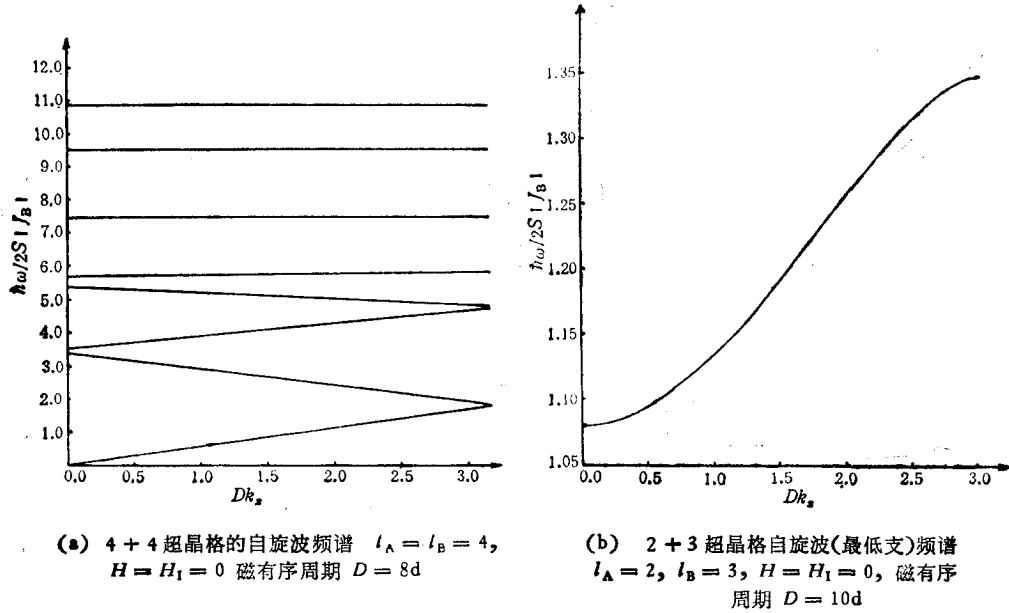 12.0
11.0
10.0
9.0
8.0
7.0
6.0
5.0
4.0
3.0
2.0
1.0
ħω/2S|J_B|
0.0 0.5 1.0 1.5 2.0 2.5 3.0
Dk_z
(a) 4 + 4 超晶格的自旋波频谱 l_A = l_B = 4,
H = H_I = 0 磁有序周期 D = 8d
1.35
1.30
1.25
1.20
1.15
1.10
1.05
ħω/2S|J_B|
0.0 0.5 1.0 1.5 2.0 2.5 3.0
Dk_z
(b) 2 + 3 超晶格自旋波(最低支)频谱
l_A = 2, l_B = 3, H = H_I = 0, 磁有序
周期 D = 10d